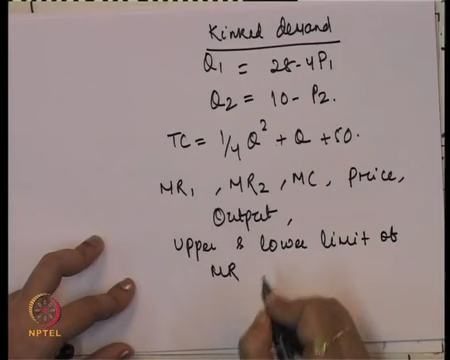 Kinked demand
Q1 = 28-4P1
Q2 = 10-P2.
TC = 1/4 Q² + Q + 50.
MR1, MR2, MC, Price,
Output,
Upper & lower limit of
MR
NPTEL